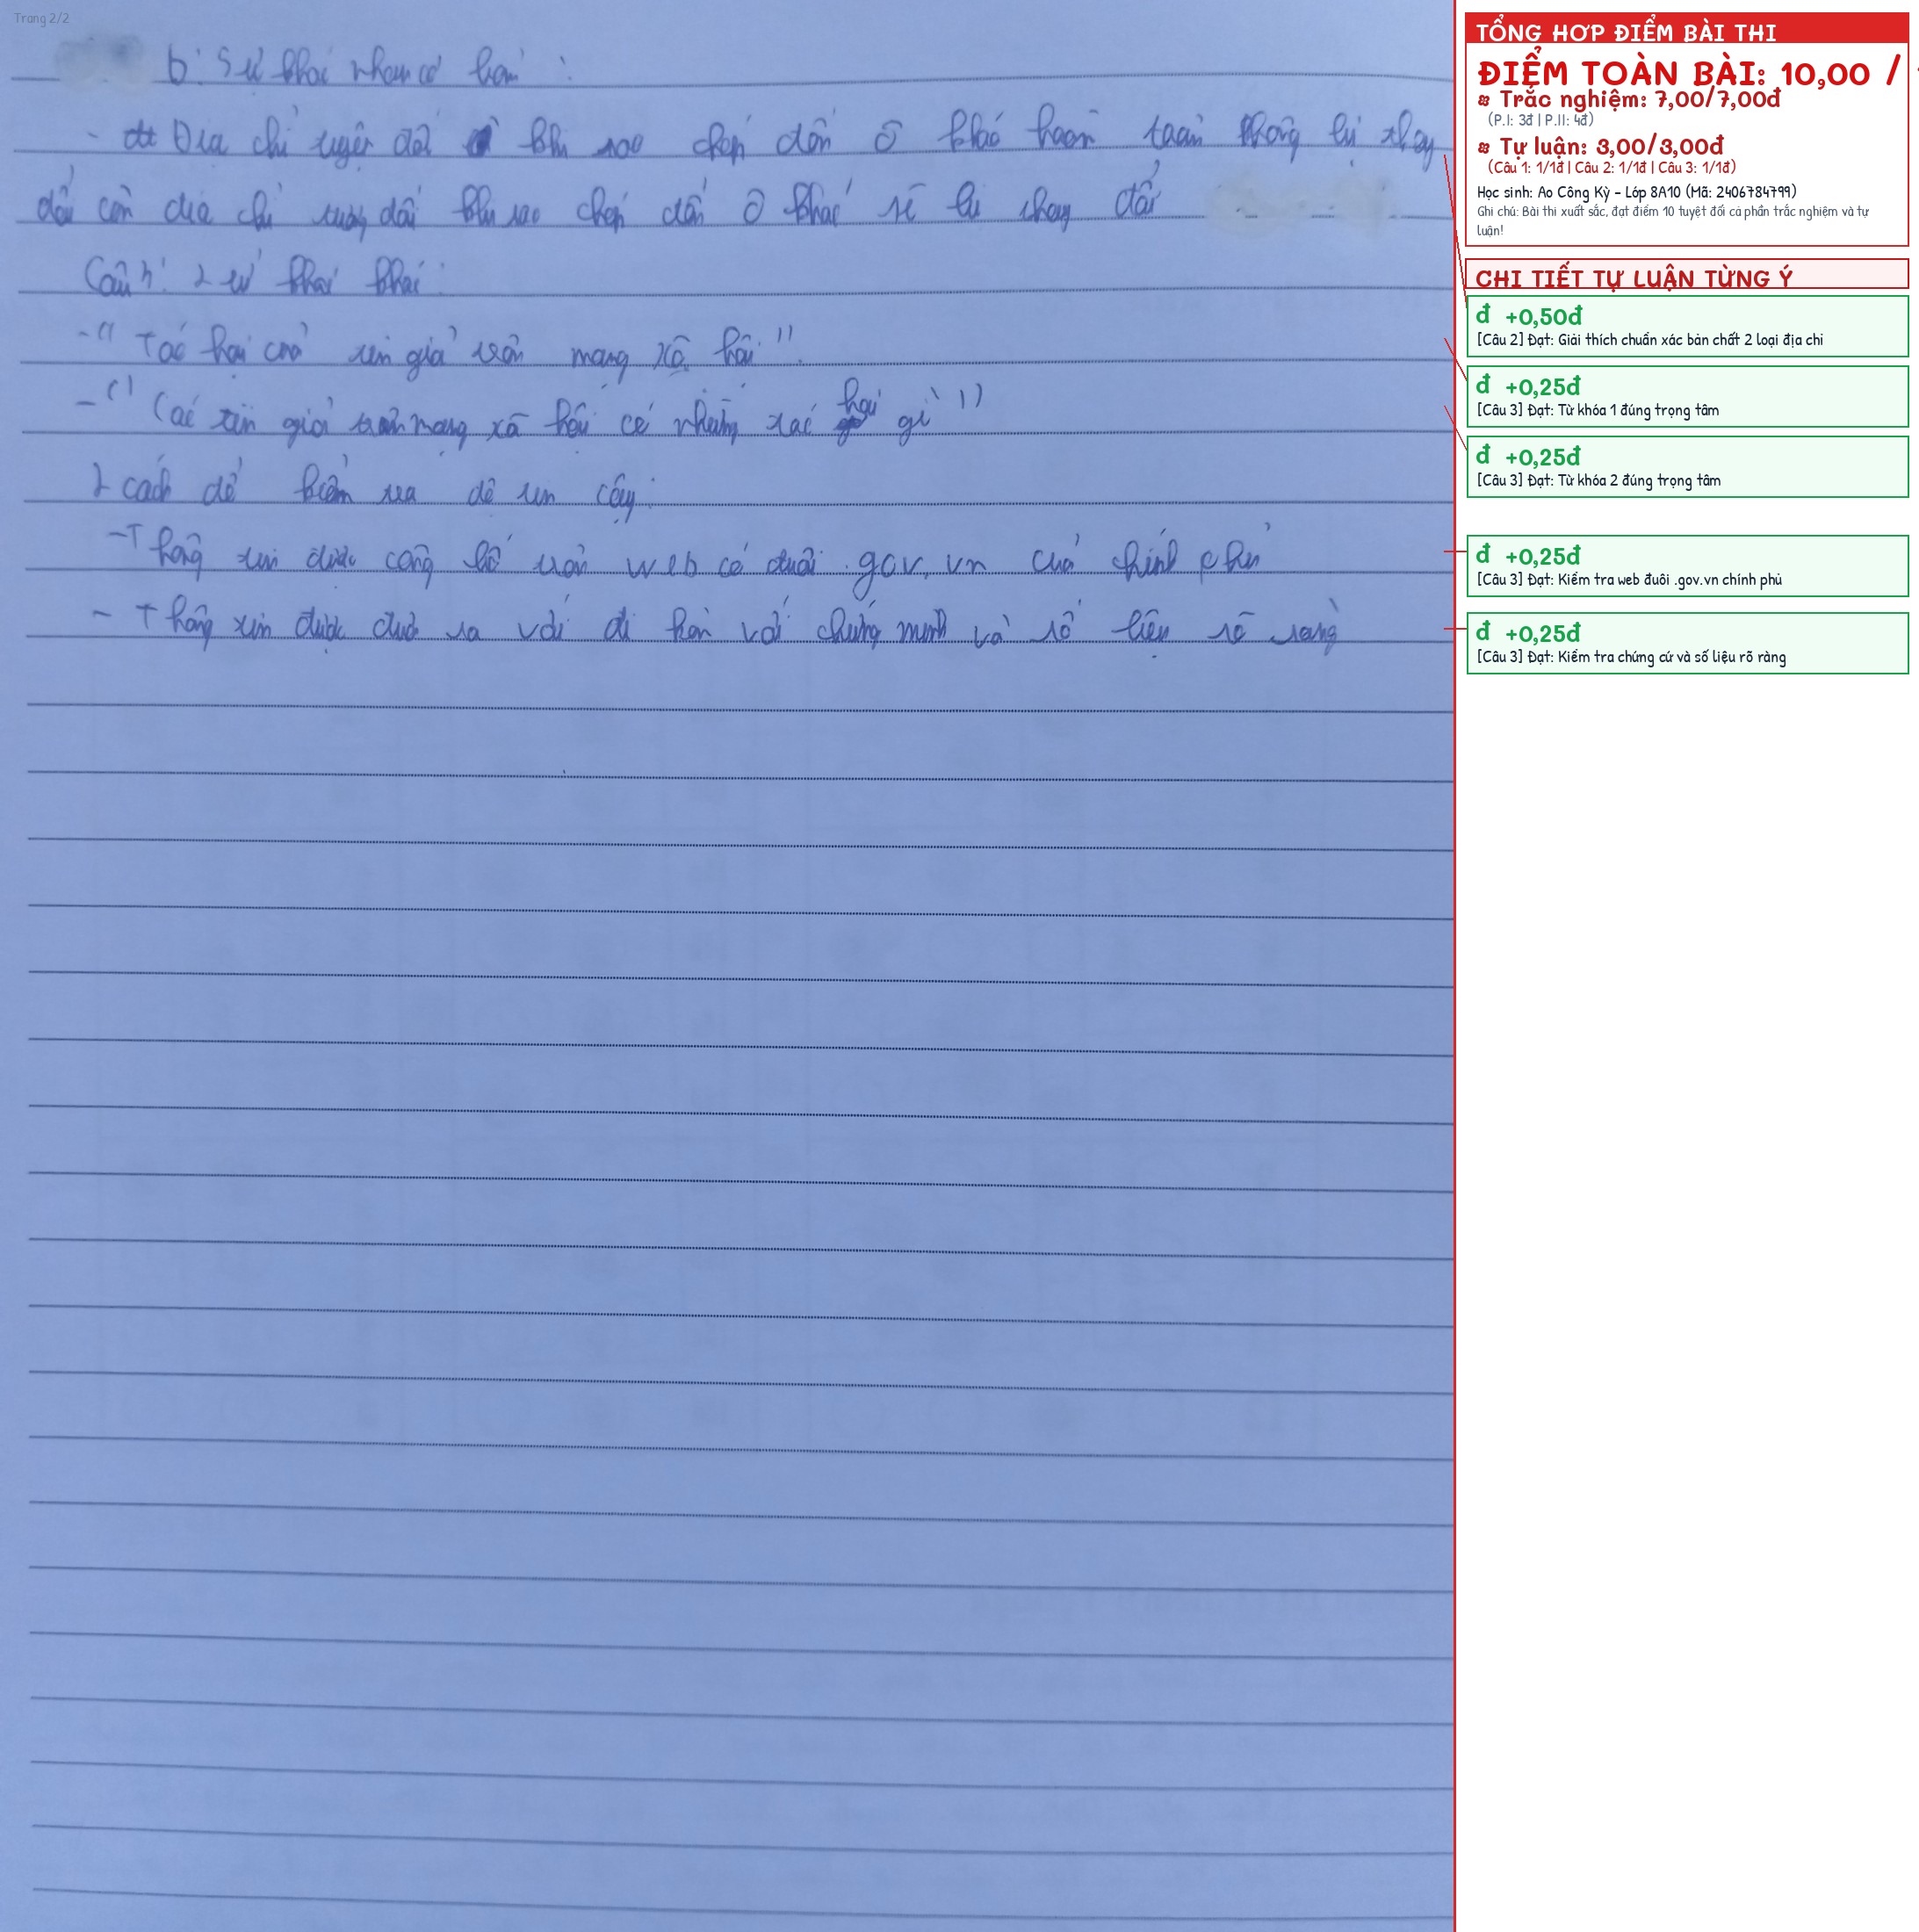 Trang 2/2
b: Sự khác nhau cơ bản :
- Địa chỉ tuyệt đối khi sao chép đến ô khác hoàn toàn không bị thay
đổi còn địa chỉ tương đối khi sao chép đến ô khác sẽ bị thay đổi
Câu 3: 2 từ khoá khác:
- "Tác hại của tin giả trên mạng xã hội".
- "Các tin giả trên mạng xã hội có những tác hại gì"
2 cách để kiểm tra độ tin cậy:
- Thông tin được công bố trên web có đuôi .gov.vn của chính phủ
- Thông tin được đưa ra với đi kèm với chứng minh và số liệu rõ ràng
TỔNG HỢP ĐIỂM BÀI THI
ĐIỂM TOÀN BÀI: 10,00 /
Trắc nghiệm: 7,00/7,00đ
(P.I: 3đ | P.II: 4đ)
Tự luận: 3,00/3,00đ
(Câu 1: 1/1đ | Câu 2: 1/1đ | Câu 3: 1/1đ)
Học sinh: Ao Công Kỳ - Lớp 8A10 (Mã: 2406784799)
Ghi chú: Bài thi xuất sắc, đạt điểm 10 tuyệt đối cả phần trắc nghiệm và tự
luận!
CHI TIẾT TỰ LUẬN TỪNG Ý
đ +0,50đ
[Câu 2] Đạt: Giải thích chuẩn xác bản chất 2 loại địa chỉ
đ +0,25đ
[Câu 3] Đạt: Từ khóa 1 đúng trọng tâm
đ +0,25đ
[Câu 3] Đạt: Từ khóa 2 đúng trọng tâm
đ +0,25đ
[Câu 3] Đạt: Kiểm tra web đuôi .gov.vn chính phủ
đ +0,25đ
[Câu 3] Đạt: Kiểm tra chứng cứ và số liệu rõ ràng